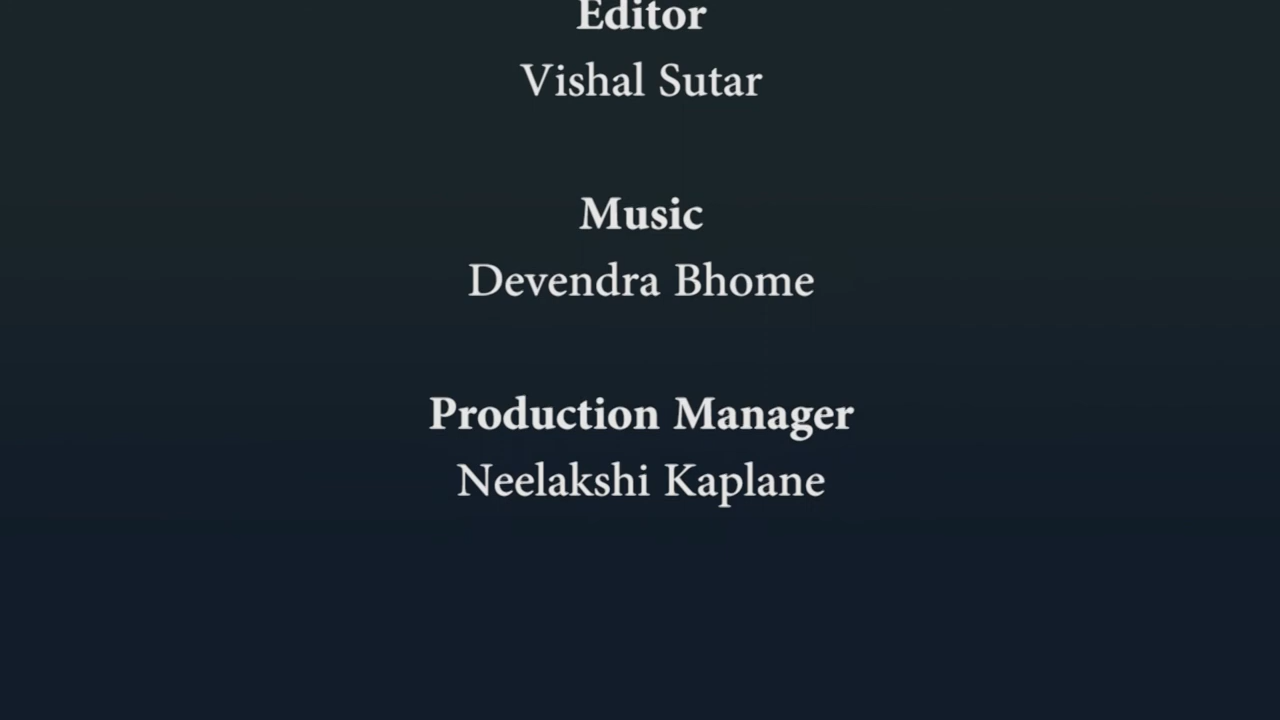 Editor
Vishal Sutar
Music
Devendra Bhome
Production Manager
Neelakshi Kaplane